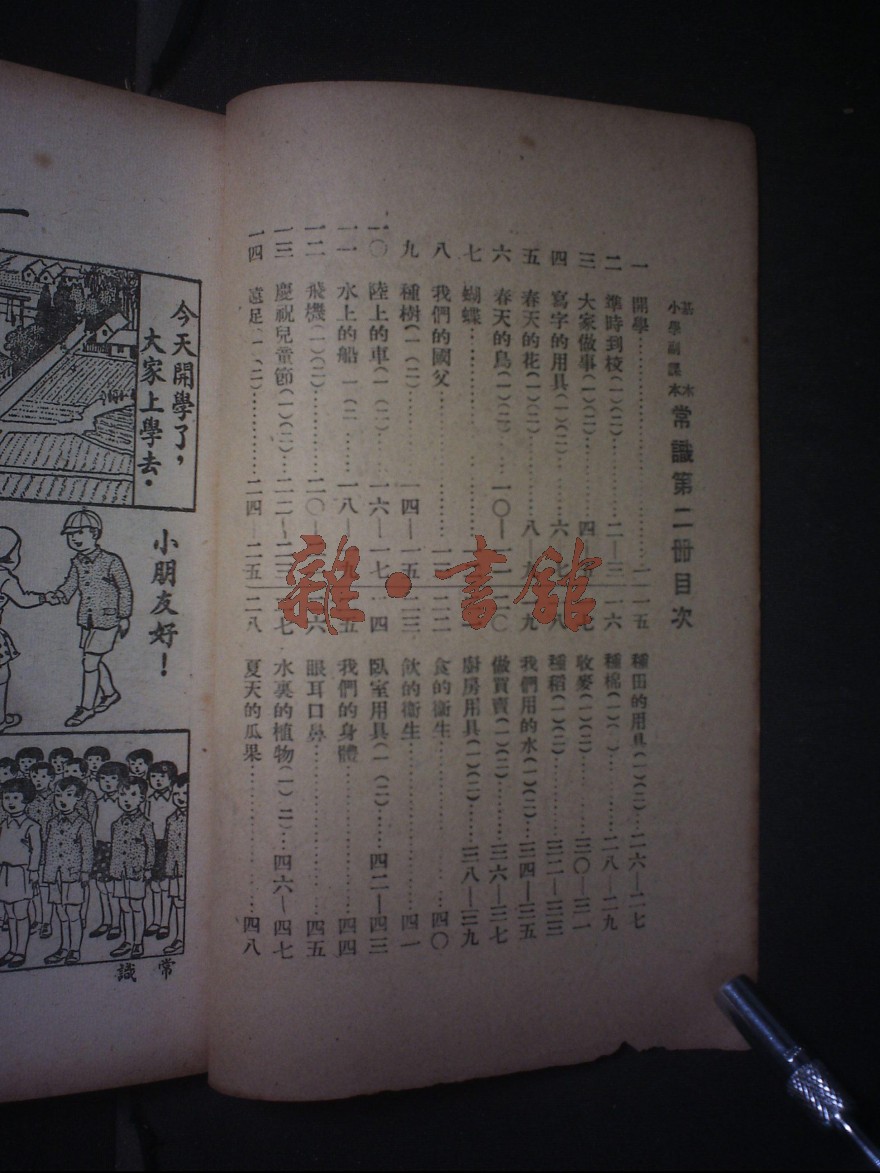 基本
小學副課本 常識第二冊目次
一 開學……………一
二 準時到校(一)(二)………二—三
三 大家做事(一)(二)………四
四 寫字的用具(一)(二)……六—七
五 春天的花(一)(二)………八—九
六 春天的鳥(一)(二)……一〇—一一
七 蝴蝶
八 我們的國父
九 種樹(一)(二)……一四—一五
一〇 陸上的車(一)(二)……一六—一七
一一 水上的船(一)(二)……一八—
一二 飛機(一)(二)………二〇—
一三 慶祝兒童節(一)(二)……二二—二三
一四 遠足(一)(二)………二四—二五
一五 種田的用具(一)(二)……二六—二七
一六 種棉(一)(二)……二八—二九
收麥(一)(二)……三〇—三一
八 種稻(一)(二)……三二—三三
九 我們用的水(一)(二)……三四—三五
〇 做買賣(一)(二)……三六—三七
廚房用具(一)(二)……三八—三九
二二 食的衛生………四〇
二三 飲的衛生………四一
二四 臥室用具(一)(二)……四二—四三
五 我們的身體………四四
六 眼耳口鼻………四五
七 水裏的植物(一)(二)……四六—四七
二八 夏天的瓜果………四八
雜·書館
一
今天開學了，
大家上學去。
小朋友好！
常識